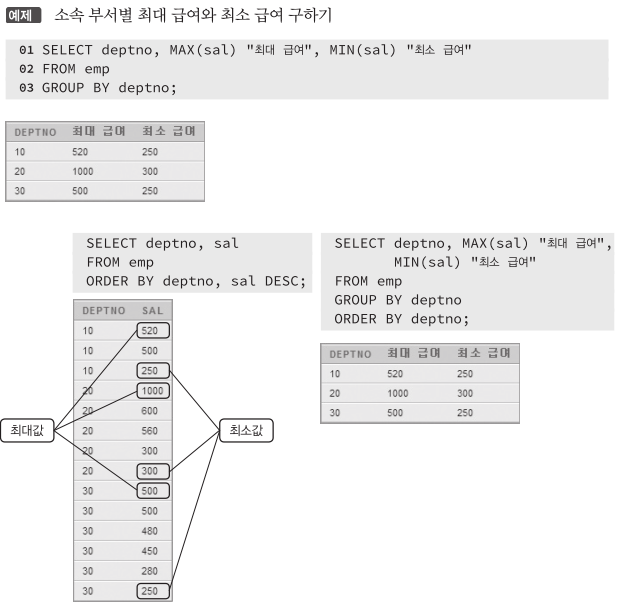 예제 소속 부서별 최대 급여와 최소 급여 구하기
01 SELECT deptno, MAX(sal) "최대 급여", MIN(sal) "최소 급여"
02 FROM emp
03 GROUP BY deptno;
DEPTNO 최대 급여 최소 급여
10 520 250
20 1000 300
30 500 250
SELECT deptno, sal
FROM emp
ORDER BY deptno, sal DESC;
DEPTNO SAL
10 520
10 500
10 250
20 1000
20 600
20 560
20 300
20 300
30 500
30 500
30 480
30 450
30 280
30 250
최대값
최소값
SELECT deptno, MAX(sal) "최대 급여",
MIN(sal) "최소 급여"
FROM emp
GROUP BY deptno
ORDER BY deptno;
DEPTNO 최대 급여 최소 급여
10 520 250
20 1000 300
30 500 250